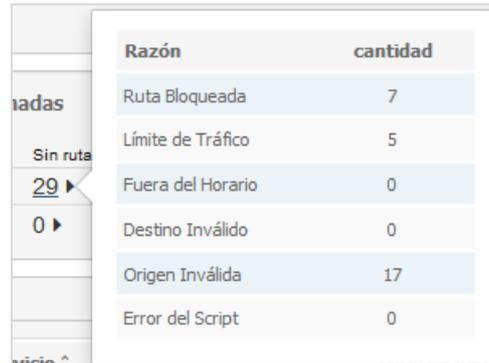 Razón cantidad
Ruta Bloqueada 7
Límite de Tráfico 5
Fuera del Horario 0
Destino Inválido 0
Origen Inválida 17
Error del Script 0
nadas
Sin ruta
29
0